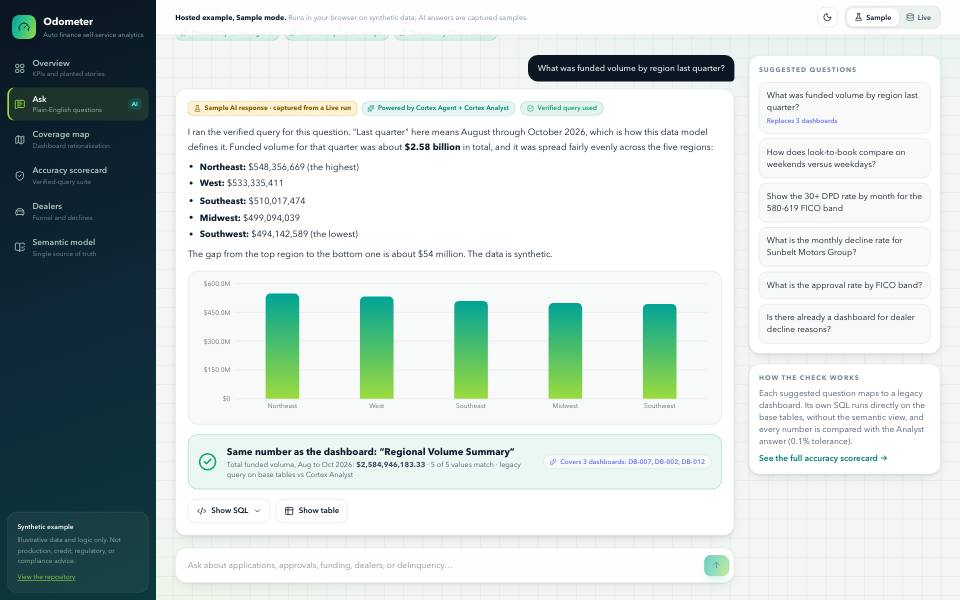 Odometer
Auto finance self-service analytics
Overview
KPIs and planted stories
Ask
Plain-English questions
AI
Coverage map
Dashboard rationalization
Accuracy scorecard
Verified-query suite
Dealers
Funnel and declines
Semantic model
Single source of truth
Synthetic example
Illustrative data and logic only. Not
production, credit, regulatory, or
compliance advice.
View the repository
Hosted example, Sample mode. Runs in your browser on synthetic data; AI answers are captured samples.
Sample
Live
What was funded volume by region last quarter?
Sample AI response · captured from a Live run
Powered by Cortex Agent + Cortex Analyst
Verified query used
I ran the verified query for this question. "Last quarter" here means August through October 2026, which is how this data model
defines it. Funded volume for that quarter was about $2.58 billion in total, and it was spread fairly evenly across the five regions:
• Northeast: $548,356,669 (the highest)
• West: $533,335,411
• Southeast: $510,017,474
• Midwest: $499,094,039
• Southwest: $494,142,589 (the lowest)
The gap from the top region to the bottom one is about $54 million. The data is synthetic.
$600.0M
$450.0M
$300.0M
$150.0M
$0
Northeast
West
Southeast
Midwest
Southwest
Same number as the dashboard: “Regional Volume Summary”
Total funded volume, Aug to Oct 2026: $2,584,946,183.33 · 5 of 5 values match · legacy
query on base tables vs Cortex Analyst
Covers 3 dashboards: DB-007, DB-002, DB-012
Show SQL
Show table
Ask about applications, approvals, funding, dealers, or delinquency…
SUGGESTED QUESTIONS
What was funded volume by region last
quarter?
Replaces 3 dashboards
How does look-to-book compare on
weekends versus weekdays?
Show the 30+ DPD rate by month for the
580-619 FICO band
What is the monthly decline rate for
Sunbelt Motors Group?
What is the approval rate by FICO band?
Is there already a dashboard for dealer
decline reasons?
HOW THE CHECK WORKS
Each suggested question maps to a legacy
dashboard. Its own SQL runs directly on the
base tables, without the semantic view, and
every number is compared with the Analyst
answer (0.1% tolerance).
See the full accuracy scorecard →